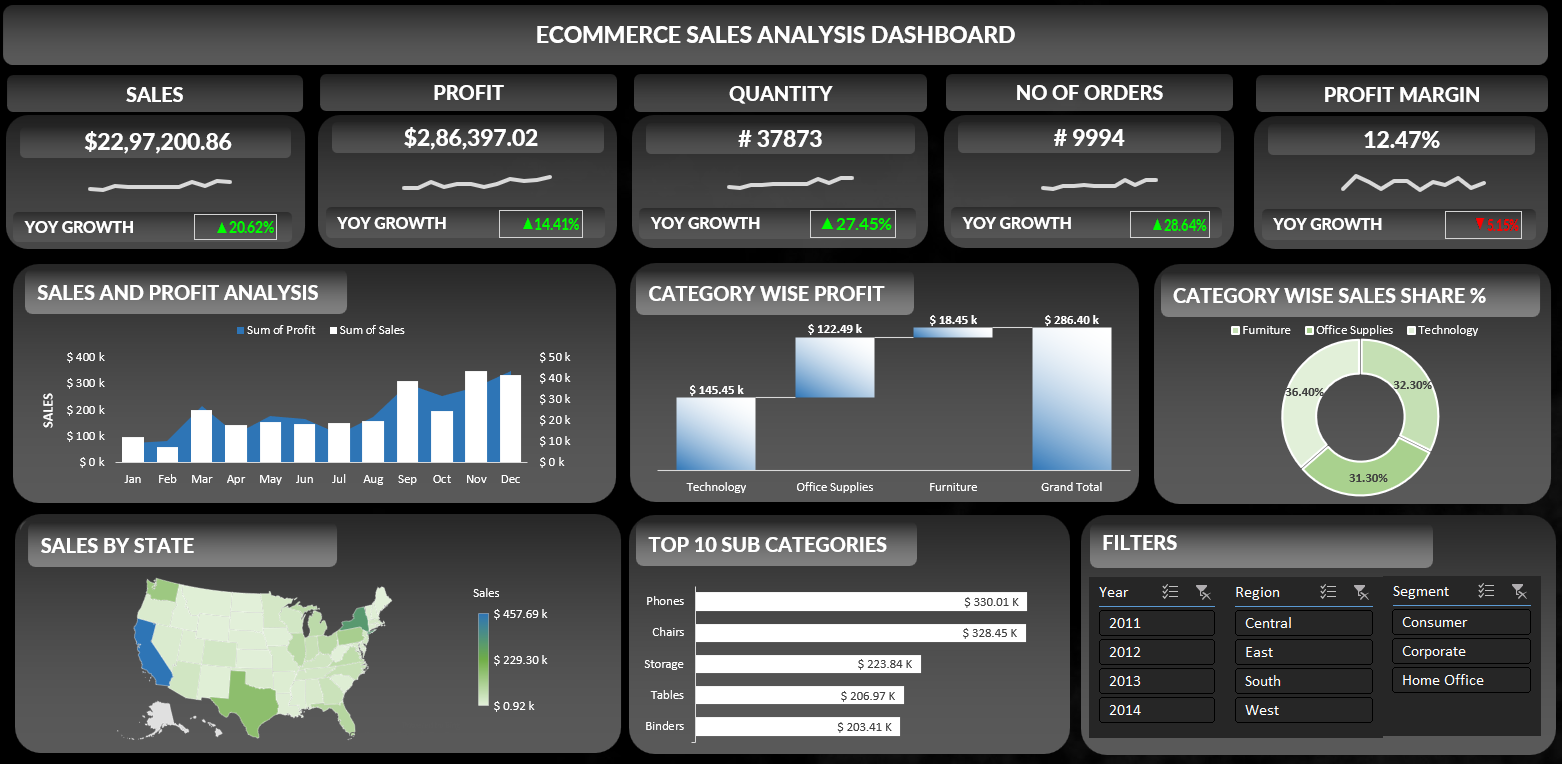 ECOMMERCE SALES ANALYSIS DASHBOARD
SALES
$22,97,200.86
YOY GROWTH
▲20.62%
PROFIT
$2,86,397.02
YOY GROWTH
▲14.41%
QUANTITY
# 37873
YOY GROWTH
▲27.45%
NO OF ORDERS
# 9994
YOY GROWTH
▲28.64%
PROFIT MARGIN
12.47%
YOY GROWTH
SALES AND PROFIT ANALYSIS
Sum of Profit
Sum of Sales
SALES
$ 400 k
$ 300 k
$ 200 k
$ 100 k
$ 0 k
$ 50 k
$ 40 k
$ 30 k
$ 20 k
$ 10 k
$ 0 k
Jan Feb Mar Apr May Jun Jul Aug Sep Oct Nov Dec
CATEGORY WISE PROFIT
$ 145.45 k
$ 122.49 k
$ 18.45 k
$ 286.40 k
Technology Office Supplies Furniture Grand Total
CATEGORY WISE SALES SHARE %
Furniture Office Supplies Technology
36.40%
32.30%
31.30%
SALES BY STATE
Sales
$ 457.69 k
$ 229.30 k
$ 0.92 k
TOP 10 SUB CATEGORIES
Phones $ 330.01 K
Chairs $ 328.45 K
Storage $ 223.84 K
Tables $ 206.97 K
Binders $ 203.41 K
FILTERS
Year
2011
2012
2013
2014
Region
Central
East
South
West
Segment
Consumer
Corporate
Home Office